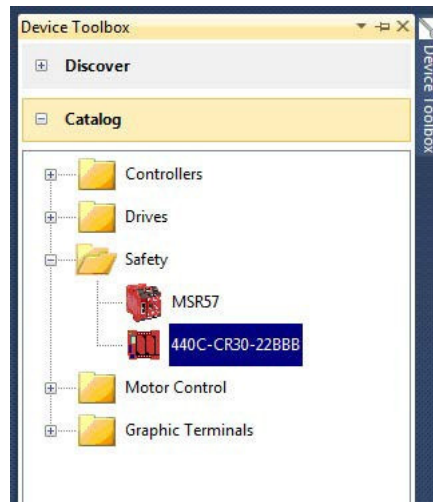 Device Toolbox
Discover
Catalog
Controllers
Drives
Safety
MSR57
440C-CR30-22BBB
Motor Control
Graphic Terminals
Device Toolbox